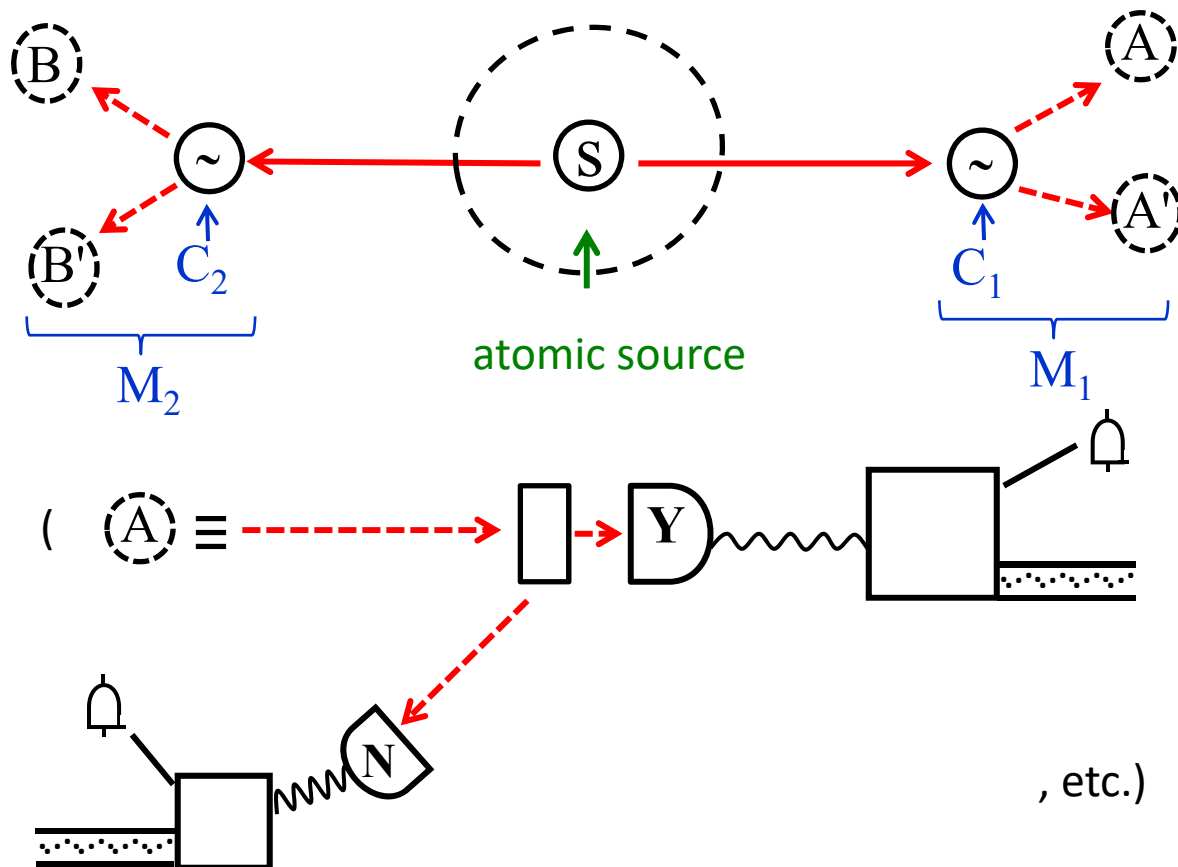 B A
~ S ~
B' C₂ C₁ A'
M₂ atomic source M₁
( A ≡ Y
N , etc.)